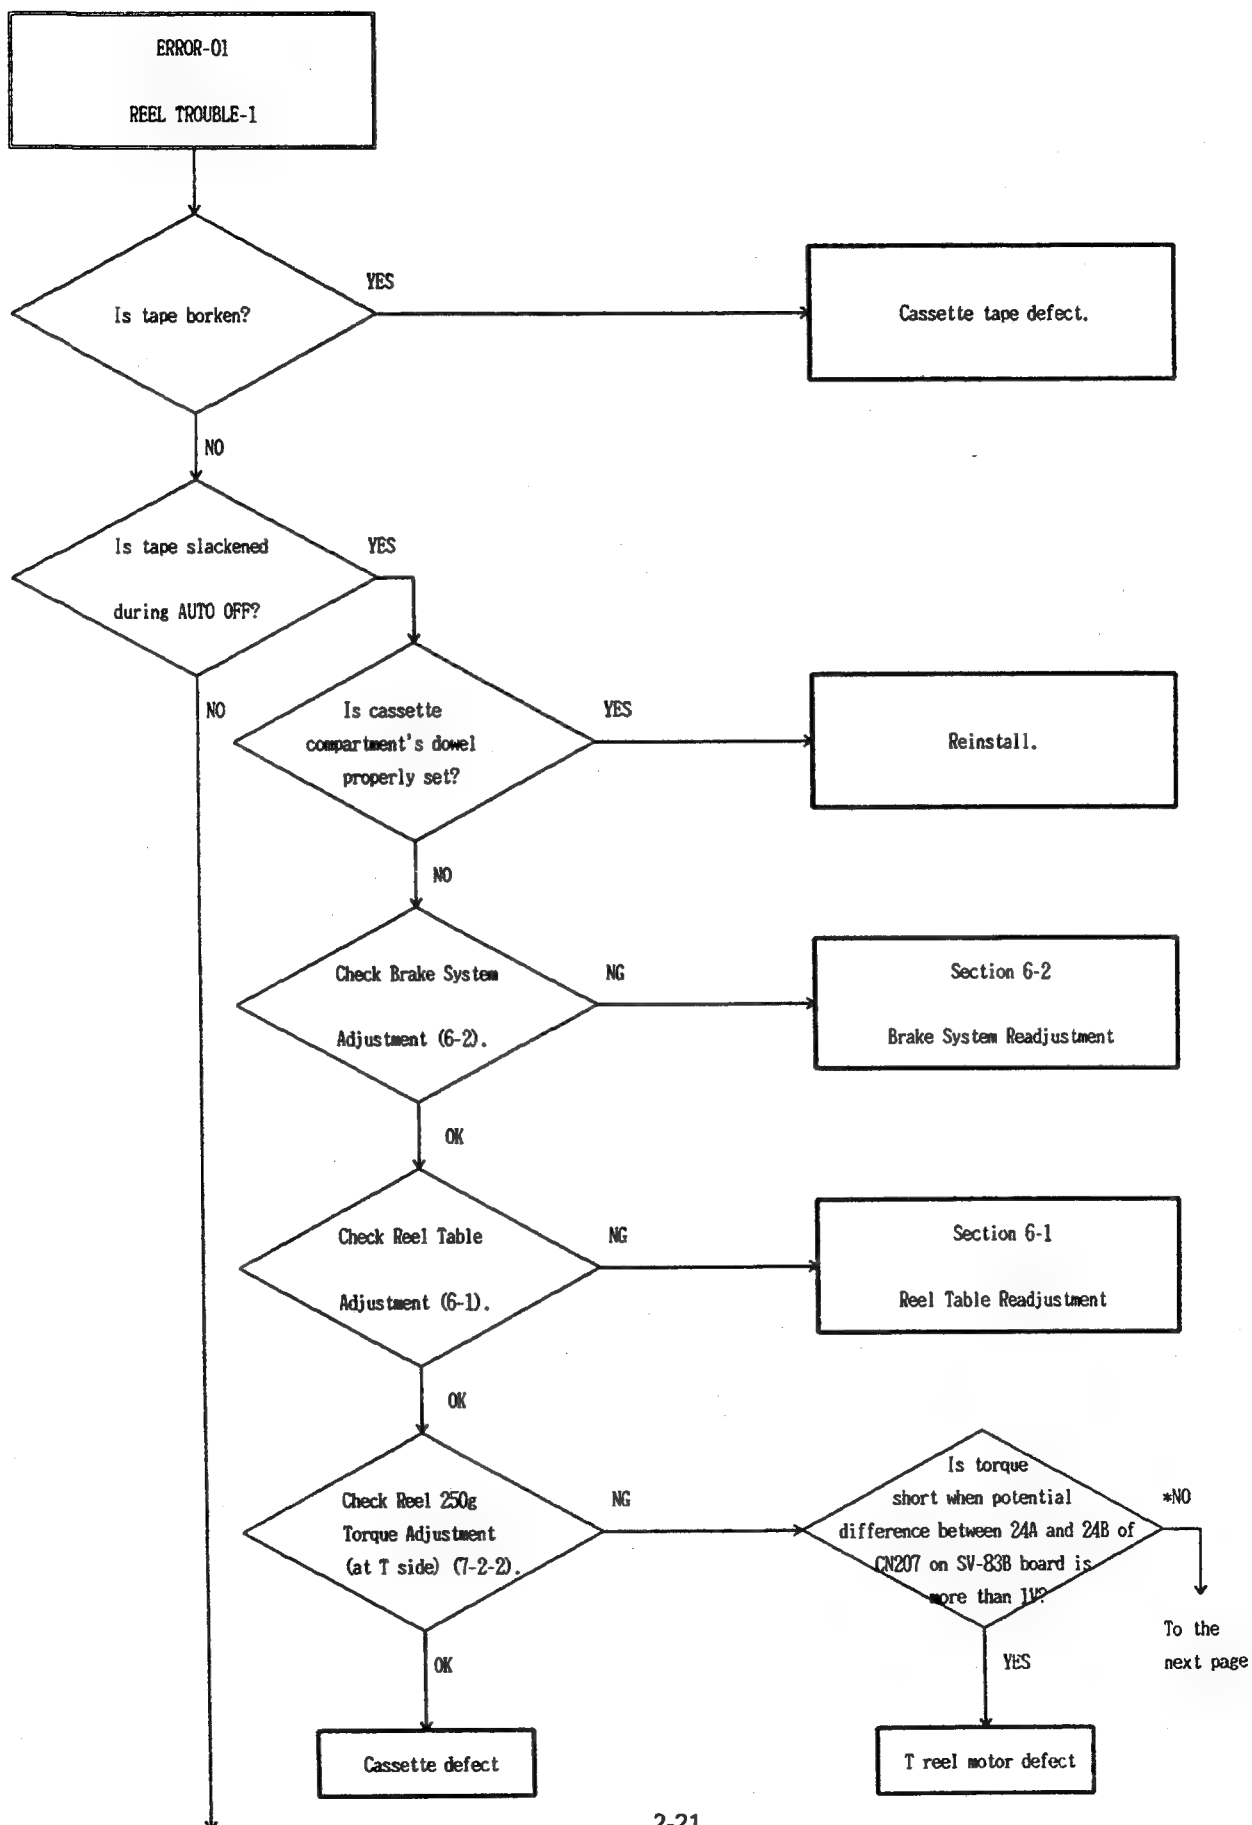 ERROR-01
REEL TROUBLE-1
Is tape borken?
YES
Cassette tape defect.
NO
Is tape slackened
during AUTO OFF?
YES
NO
Is cassette
compartment's dowel
properly set?
YES
Reinstall.
NO
Check Brake System
Adjustment (6-2).
NG
Section 6-2
Brake System Readjustment
OK
Check Reel Table
Adjustment (6-1).
NG
Section 6-1
Reel Table Readjustment
OK
Check Reel 250g
Torque Adjustment
(at T side) (7-2-2).
NG
Is torque
short when potential
difference between 24A and 24B of
CN207 on SV-83B board is
more than 1V?
*NO
To the
next page
OK
YES
Cassette defect
T reel motor defect
2-21